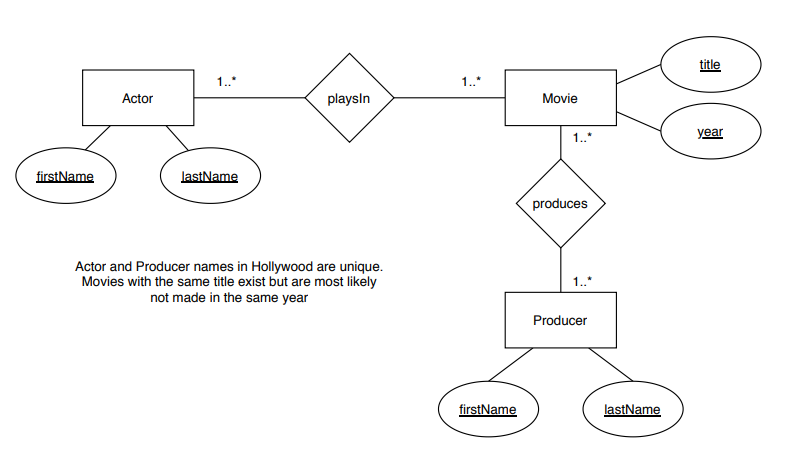 title
1..*
1..*
Actor
playsIn
Movie
year
1..*
firstName
lastName
produces
Actor and Producer names in Hollywood are unique.
Movies with the same title exist but are most likely
not made in the same year
1..*
Producer
firstName
lastName